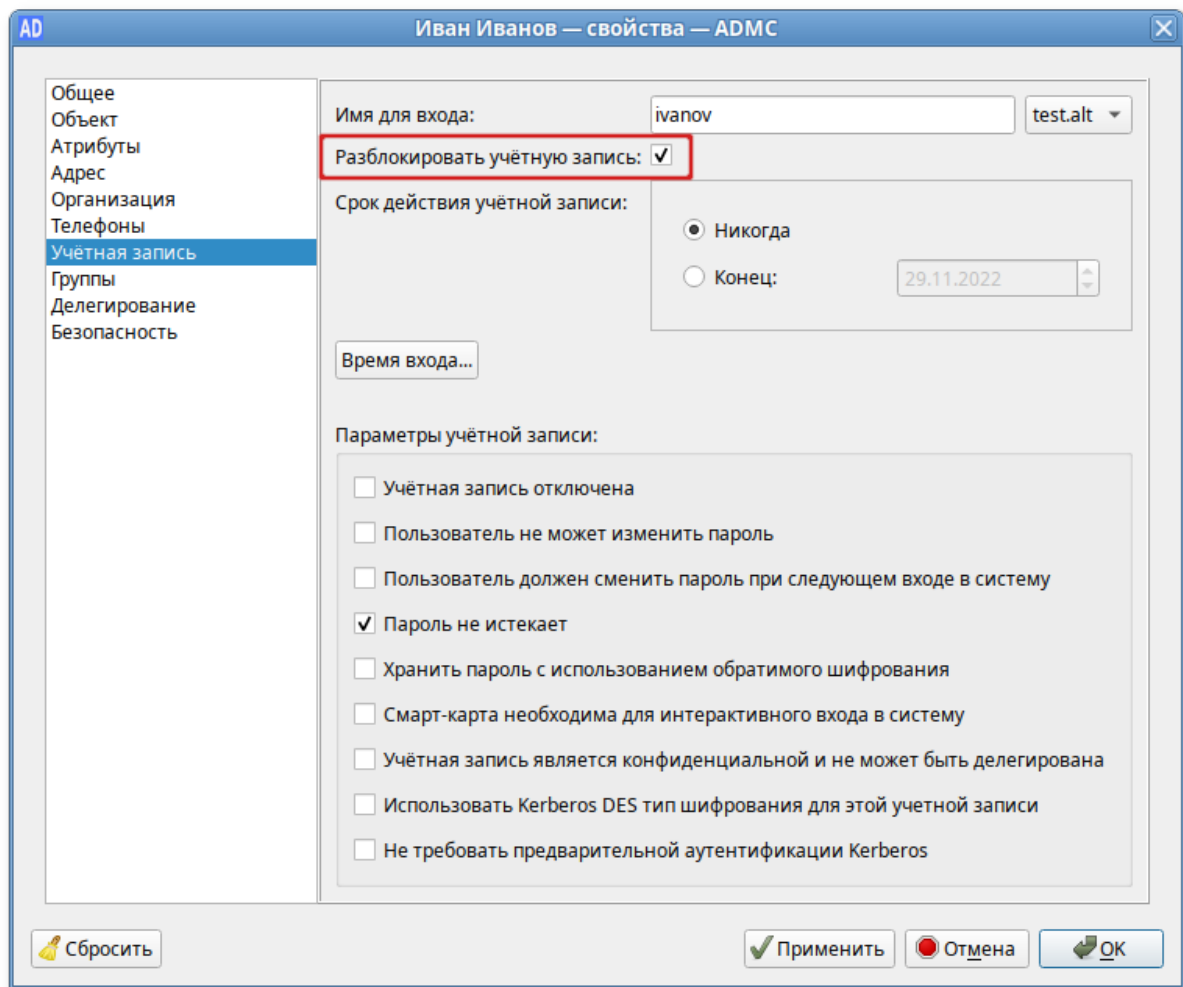 AD Иван Иванов — свойства — ADMC
Общее
Объект
Атрибуты
Адрес
Организация
Телефоны
Учётная запись
Группы
Делегирование
Безопасность
Имя для входа: ivanov test.alt
Разблокировать учётную запись:
Срок действия учётной записи:
Никогда
Конец: 29.11.2022
Время входа...
Параметры учётной записи:
Учётная запись отключена
Пользователь не может изменить пароль
Пользователь должен сменить пароль при следующем входе в систему
Пароль не истекает
Хранить пароль с использованием обратимого шифрования
Смарт-карта необходима для интерактивного входа в систему
Учётная запись является конфиденциальной и не может быть делегирована
Использовать Kerberos DES тип шифрования для этой учетной записи
Не требовать предварительной аутентификации Kerberos
Сбросить Применить Отмена OK